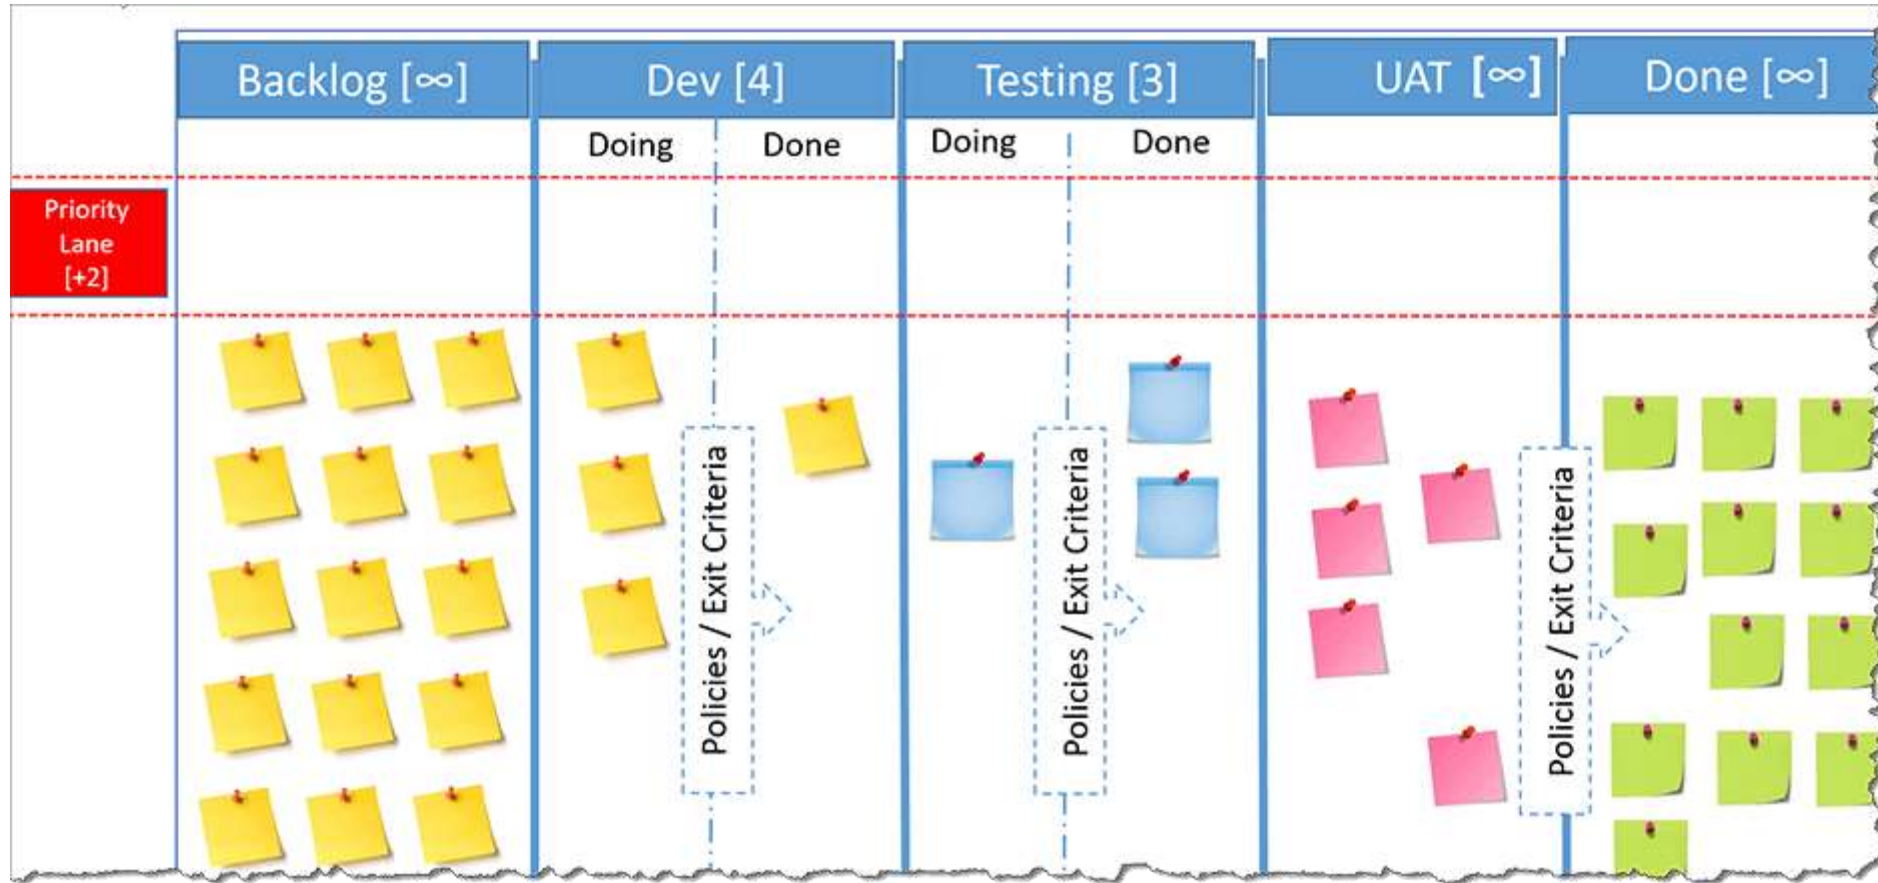 Backlog [∞]
Dev [4]
Testing [3]
UAT [∞]
Done [∞]
Doing
Done
Doing
Done
Priority
Lane
[+2]
Policies / Exit Criteria
Policies / Exit Criteria
Policies / Exit Criteria